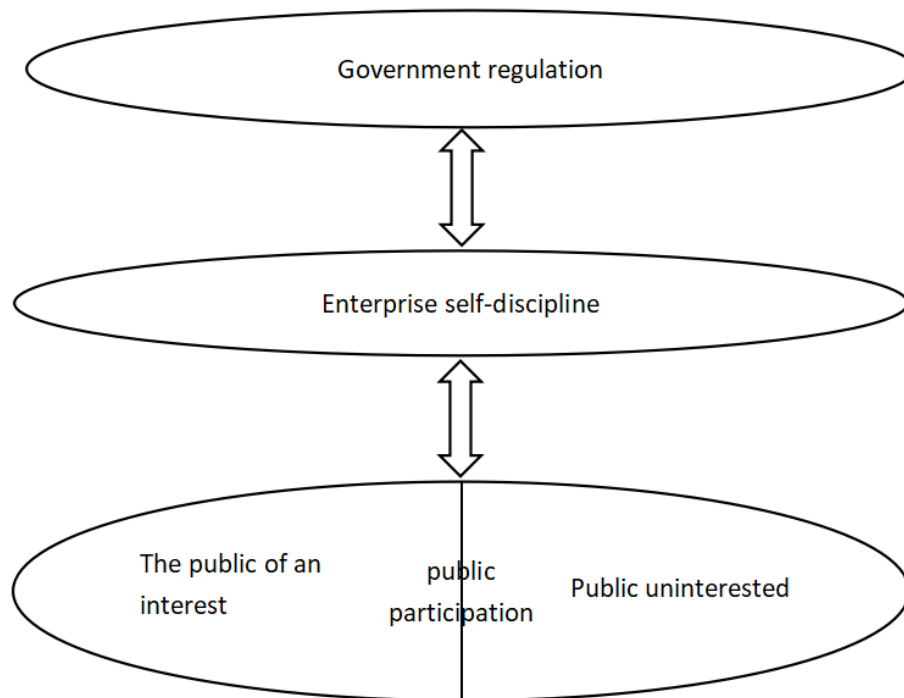 Government regulation
Enterprise self-discipline
The public of an
interest
public
participation
Public uninterested